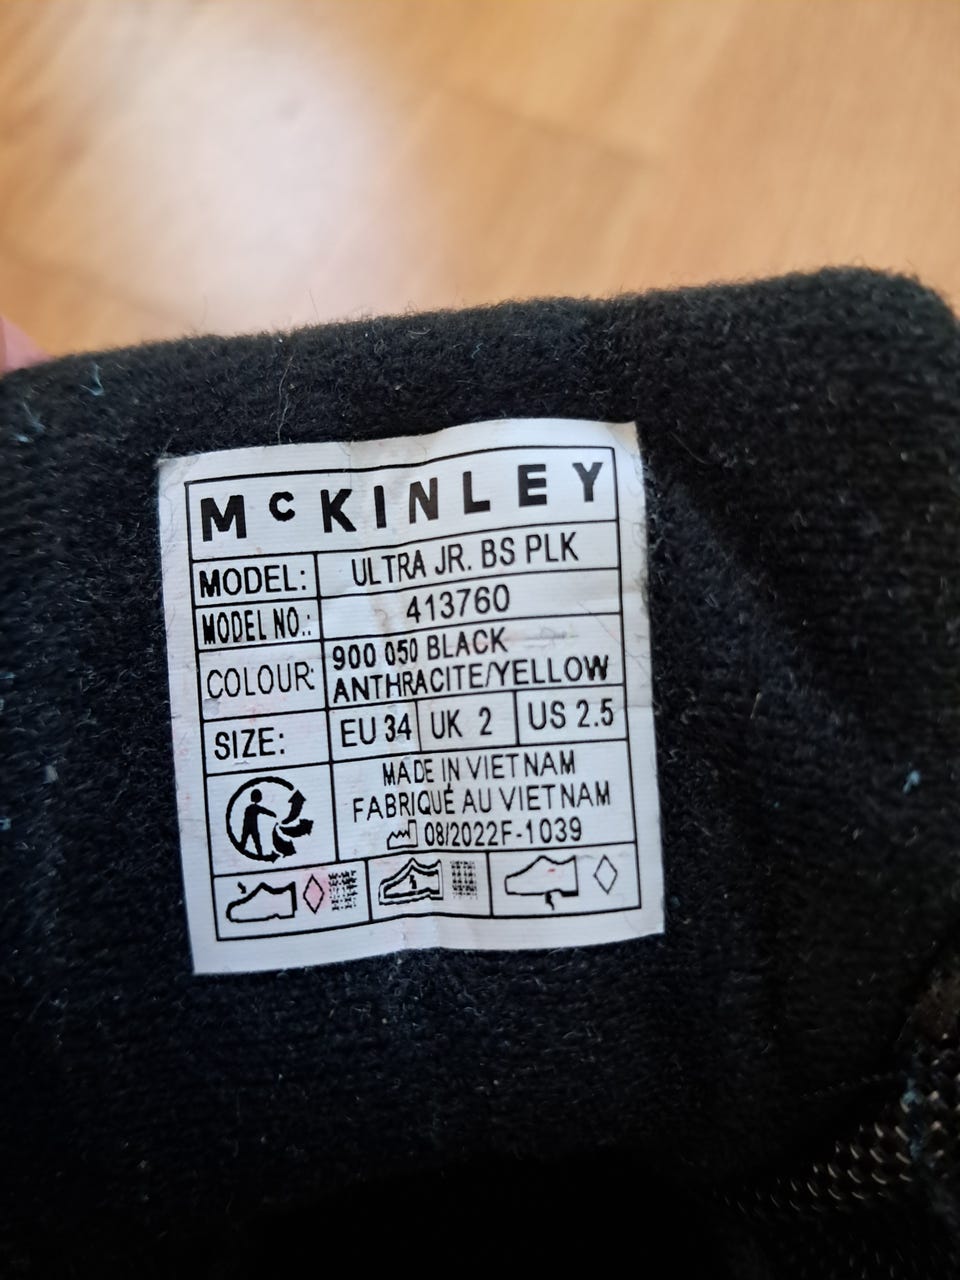 McKINLEY
MODEL: ULTRA JR. BS PLK
MODEL NO.: 413760
COLOUR: 900 050 BLACK
ANTHRACITE/YELLOW
SIZE: EU 34 UK 2 US 2.5
MADE IN VIETNAM
FABRIQUÉ AU VIETNAM
08/2022F-1039